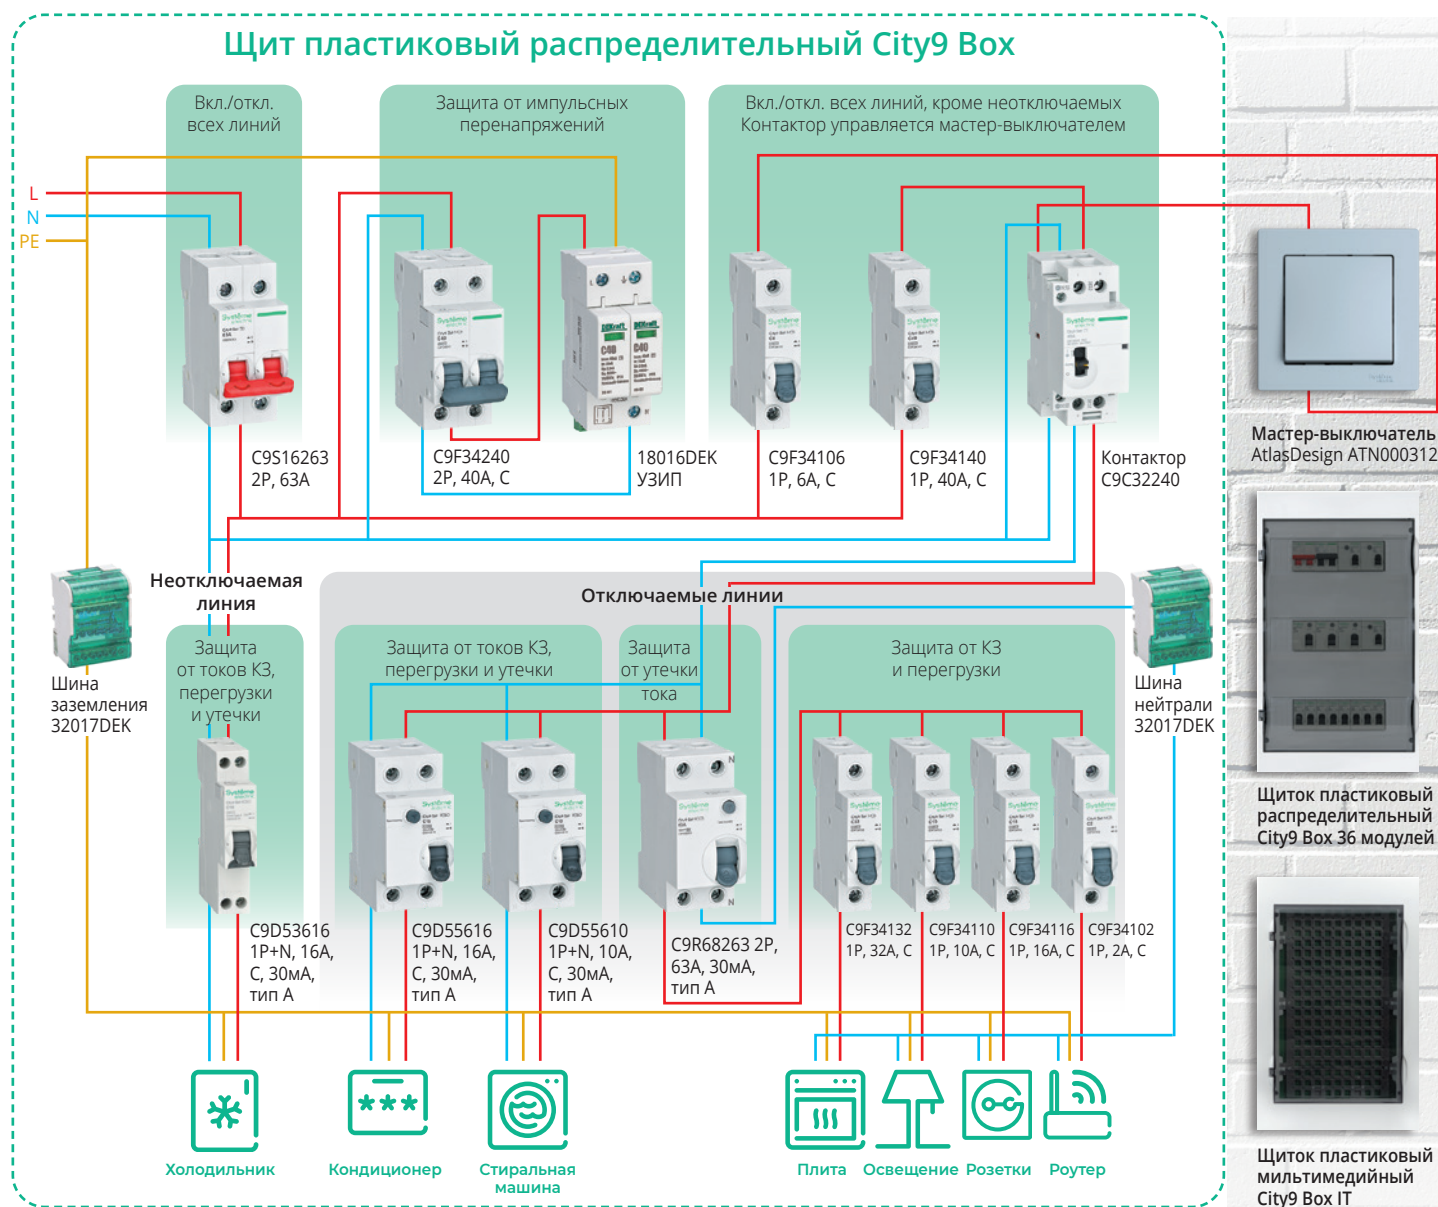 Щит пластиковый распределительный City9 Box
Вкл./откл.
всех линий
Защита от импульсных
перенапряжений
Вкл./откл. всех линий, кроме неотключаемых
Контактор управляется мастер-выключателем
L
N
PE
C9S16263
2P, 63A
C9F34240
2P, 40A, C
18016DEK
УЗИП
C9F34106
1P, 6A, C
C9F34140
1P, 40A, C
Контактор
C9C32240
Мастер-выключатель
AtlasDesign ATN000312
Неотключаемая
линия
Отключаемые линии
Защита
от токов КЗ,
перегрузки
и утечки
Защита от токов КЗ,
перегрузки и утечки
Защита
от утечки
тока
Защита от КЗ
и перегрузки
Шина
заземления
32017DEK
Шина
нейтрали
32017DEK
Щиток пластиковый
распределительный
City9 Box 36 модулей
C9D53616
1P+N, 16A,
C, 30мА,
тип А
C9D55616
1P+N, 16A,
C, 30мА,
тип А
C9D55610
1P+N, 10A,
C, 30мА,
тип А
C9R68263 2P,
63A, 30мА,
тип А
C9F34132
1P, 32A, C
C9F34110
1P, 10A, C
C9F34116
1P, 16A, C
C9F34102
1P, 2A, C
Холодильник
Кондиционер
Стиральная
машина
Плита
Освещение
Розетки
Роутер
Щиток пластиковый
мильтимедийный
City9 Box IT